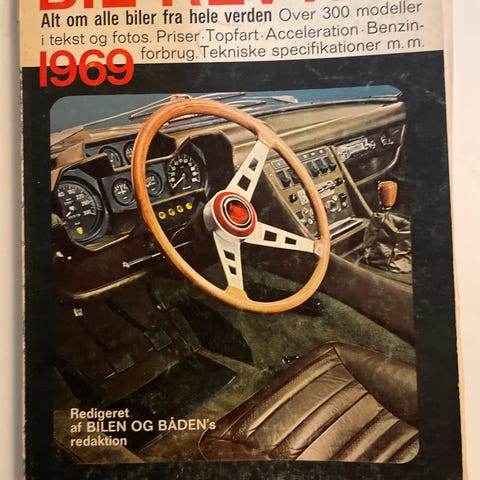 Alt om alle biler fra hele verden Over 300 modeller
i tekst og fotos. Priser·Topfart·Acceleration·Benzin-
forbrug.Tekniske specifikationer m.m.
1969
Redigeret
af BILEN OG BÅDEN's
redaktion